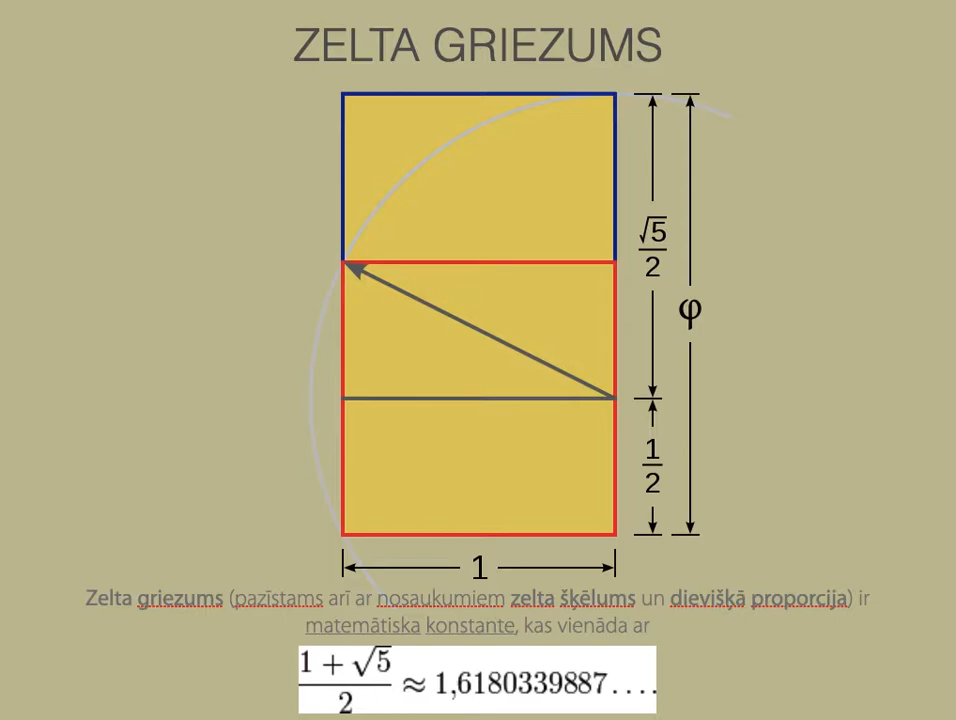 ZELTA GRIEZUMS
√5/2
φ
1/2
1
Zelta griezums (pazīstams arī ar nosaukumiem zelta šķēlums un dievišķā proporcija) ir
matemātiska konstante, kas vienāda ar
(1 + √5)/2 ≈ 1,6180339887....